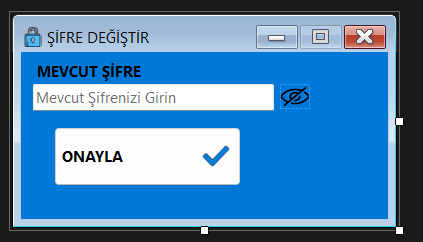 ŞİFRE DEĞİŞTİR
MEVCUT ŞİFRE
Mevcut Şifrenizi Girin
ONAYLA